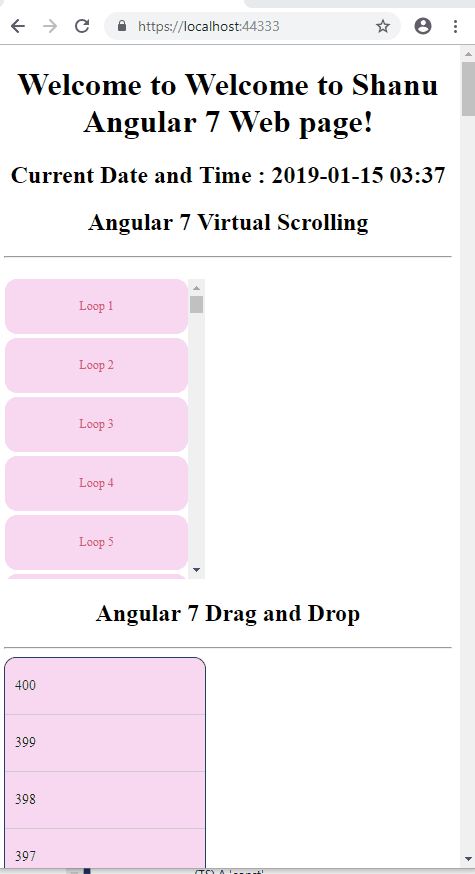 https://localhost:44333
Welcome to Welcome to Shanu
Angular 7 Web page!
Current Date and Time : 2019-01-15 03:37
Angular 7 Virtual Scrolling
Loop 1
Loop 2
Loop 3
Loop 4
Loop 5
Angular 7 Drag and Drop
400
399
398
397